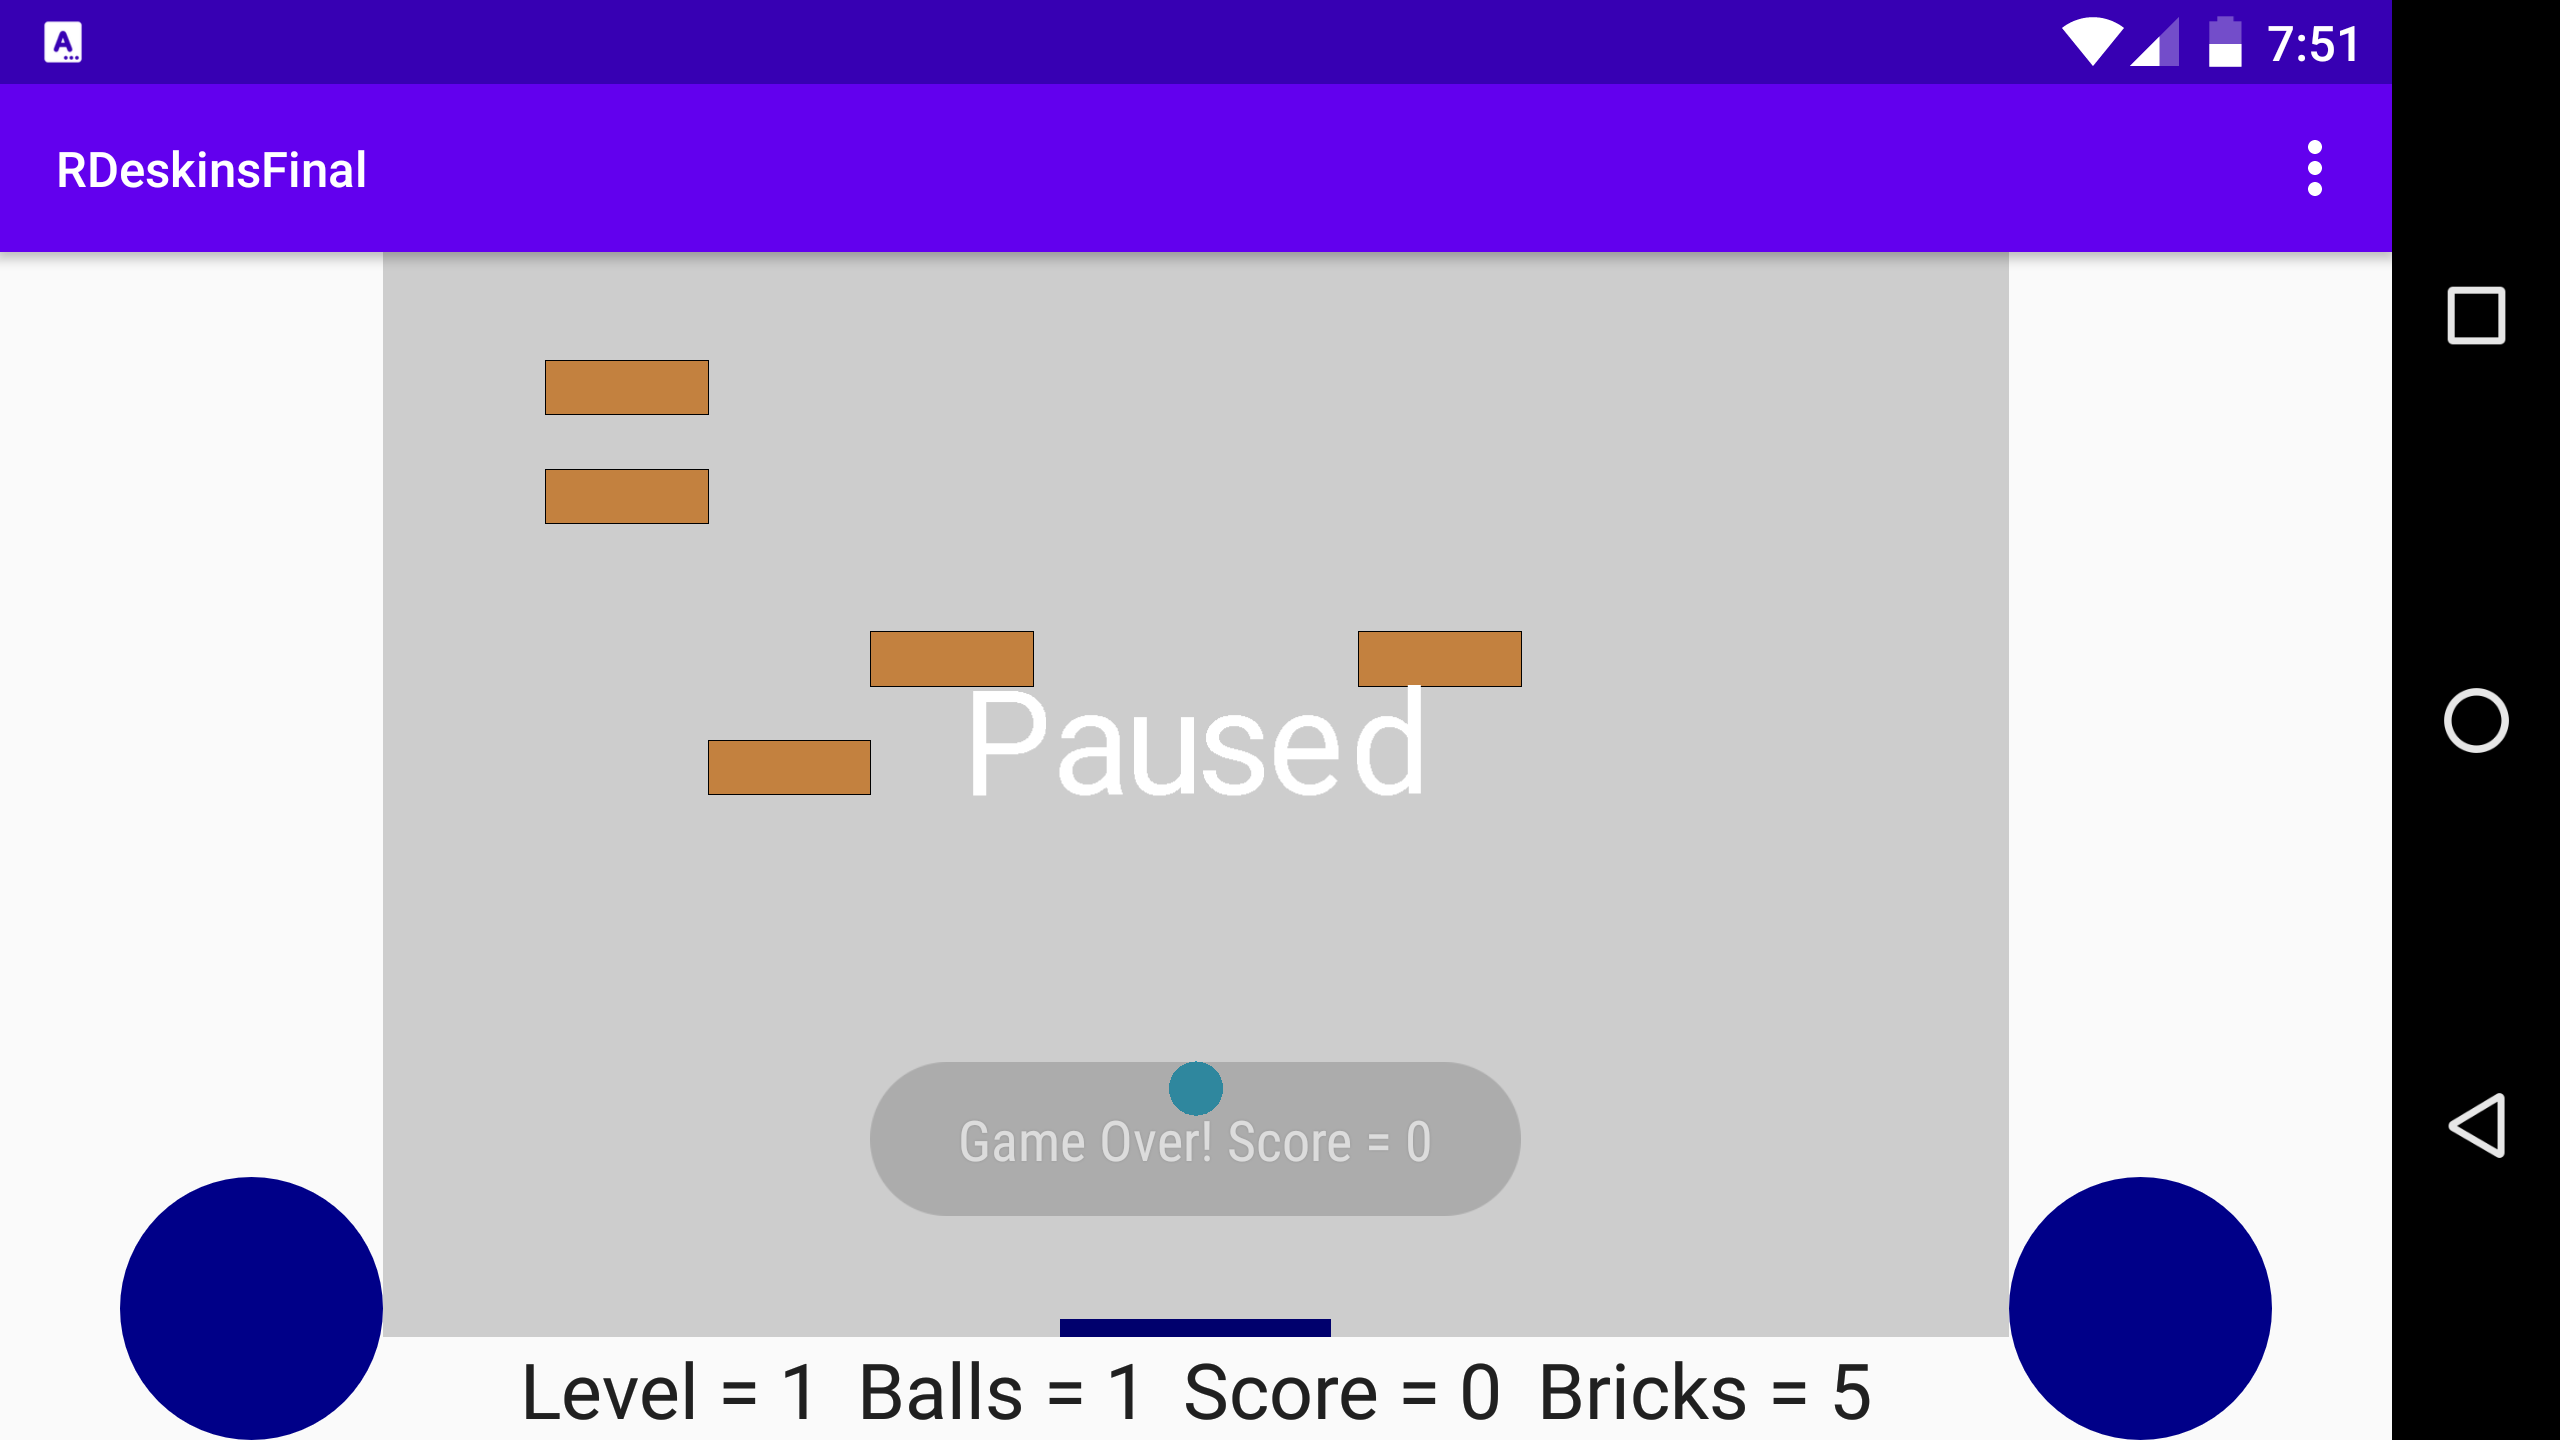 A
7:51
RDeskinsFinal
Paused
Game Over! Score = 0
Level = 1 Balls = 1 Score = 0 Bricks = 5